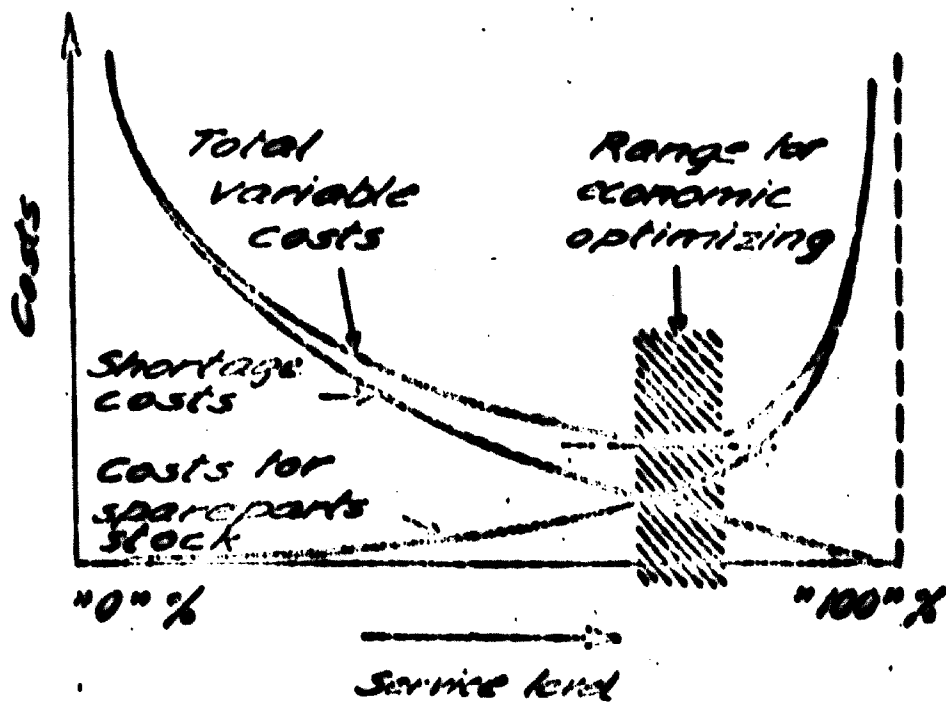 Total
variable
costs
Range for
economic
optimizing
Costs
Shortage
costs
Costs for
spareparts
stock
"0" %
"100" %
Service level